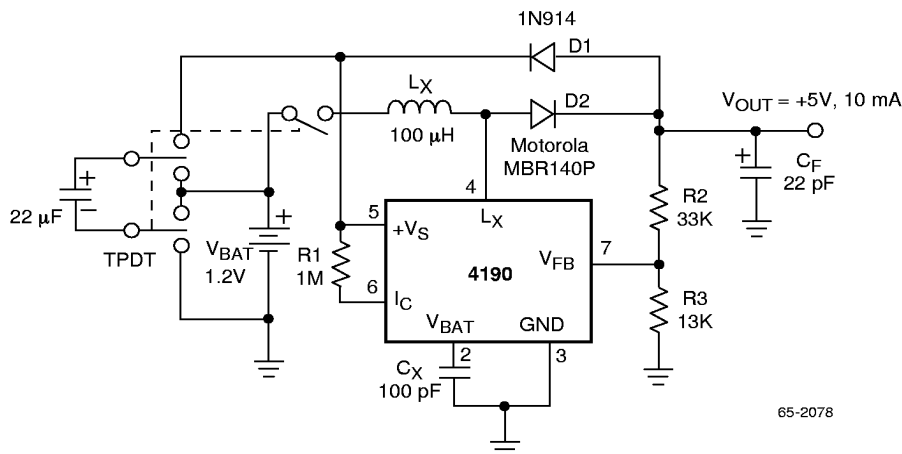 1N914
D1
LX
100 µH
D2
Motorola
MBR140P
VOUT = +5V, 10 mA
+
CF
22 pF
+
–
22 µF
TPDT
+
VBAT
1.2V
R1
1M
4
LX
5
+VS
6
IC
4190
VFB
7
VBAT
GND
2
3
CX
100 pF
R2
33K
R3
13K
65-2078